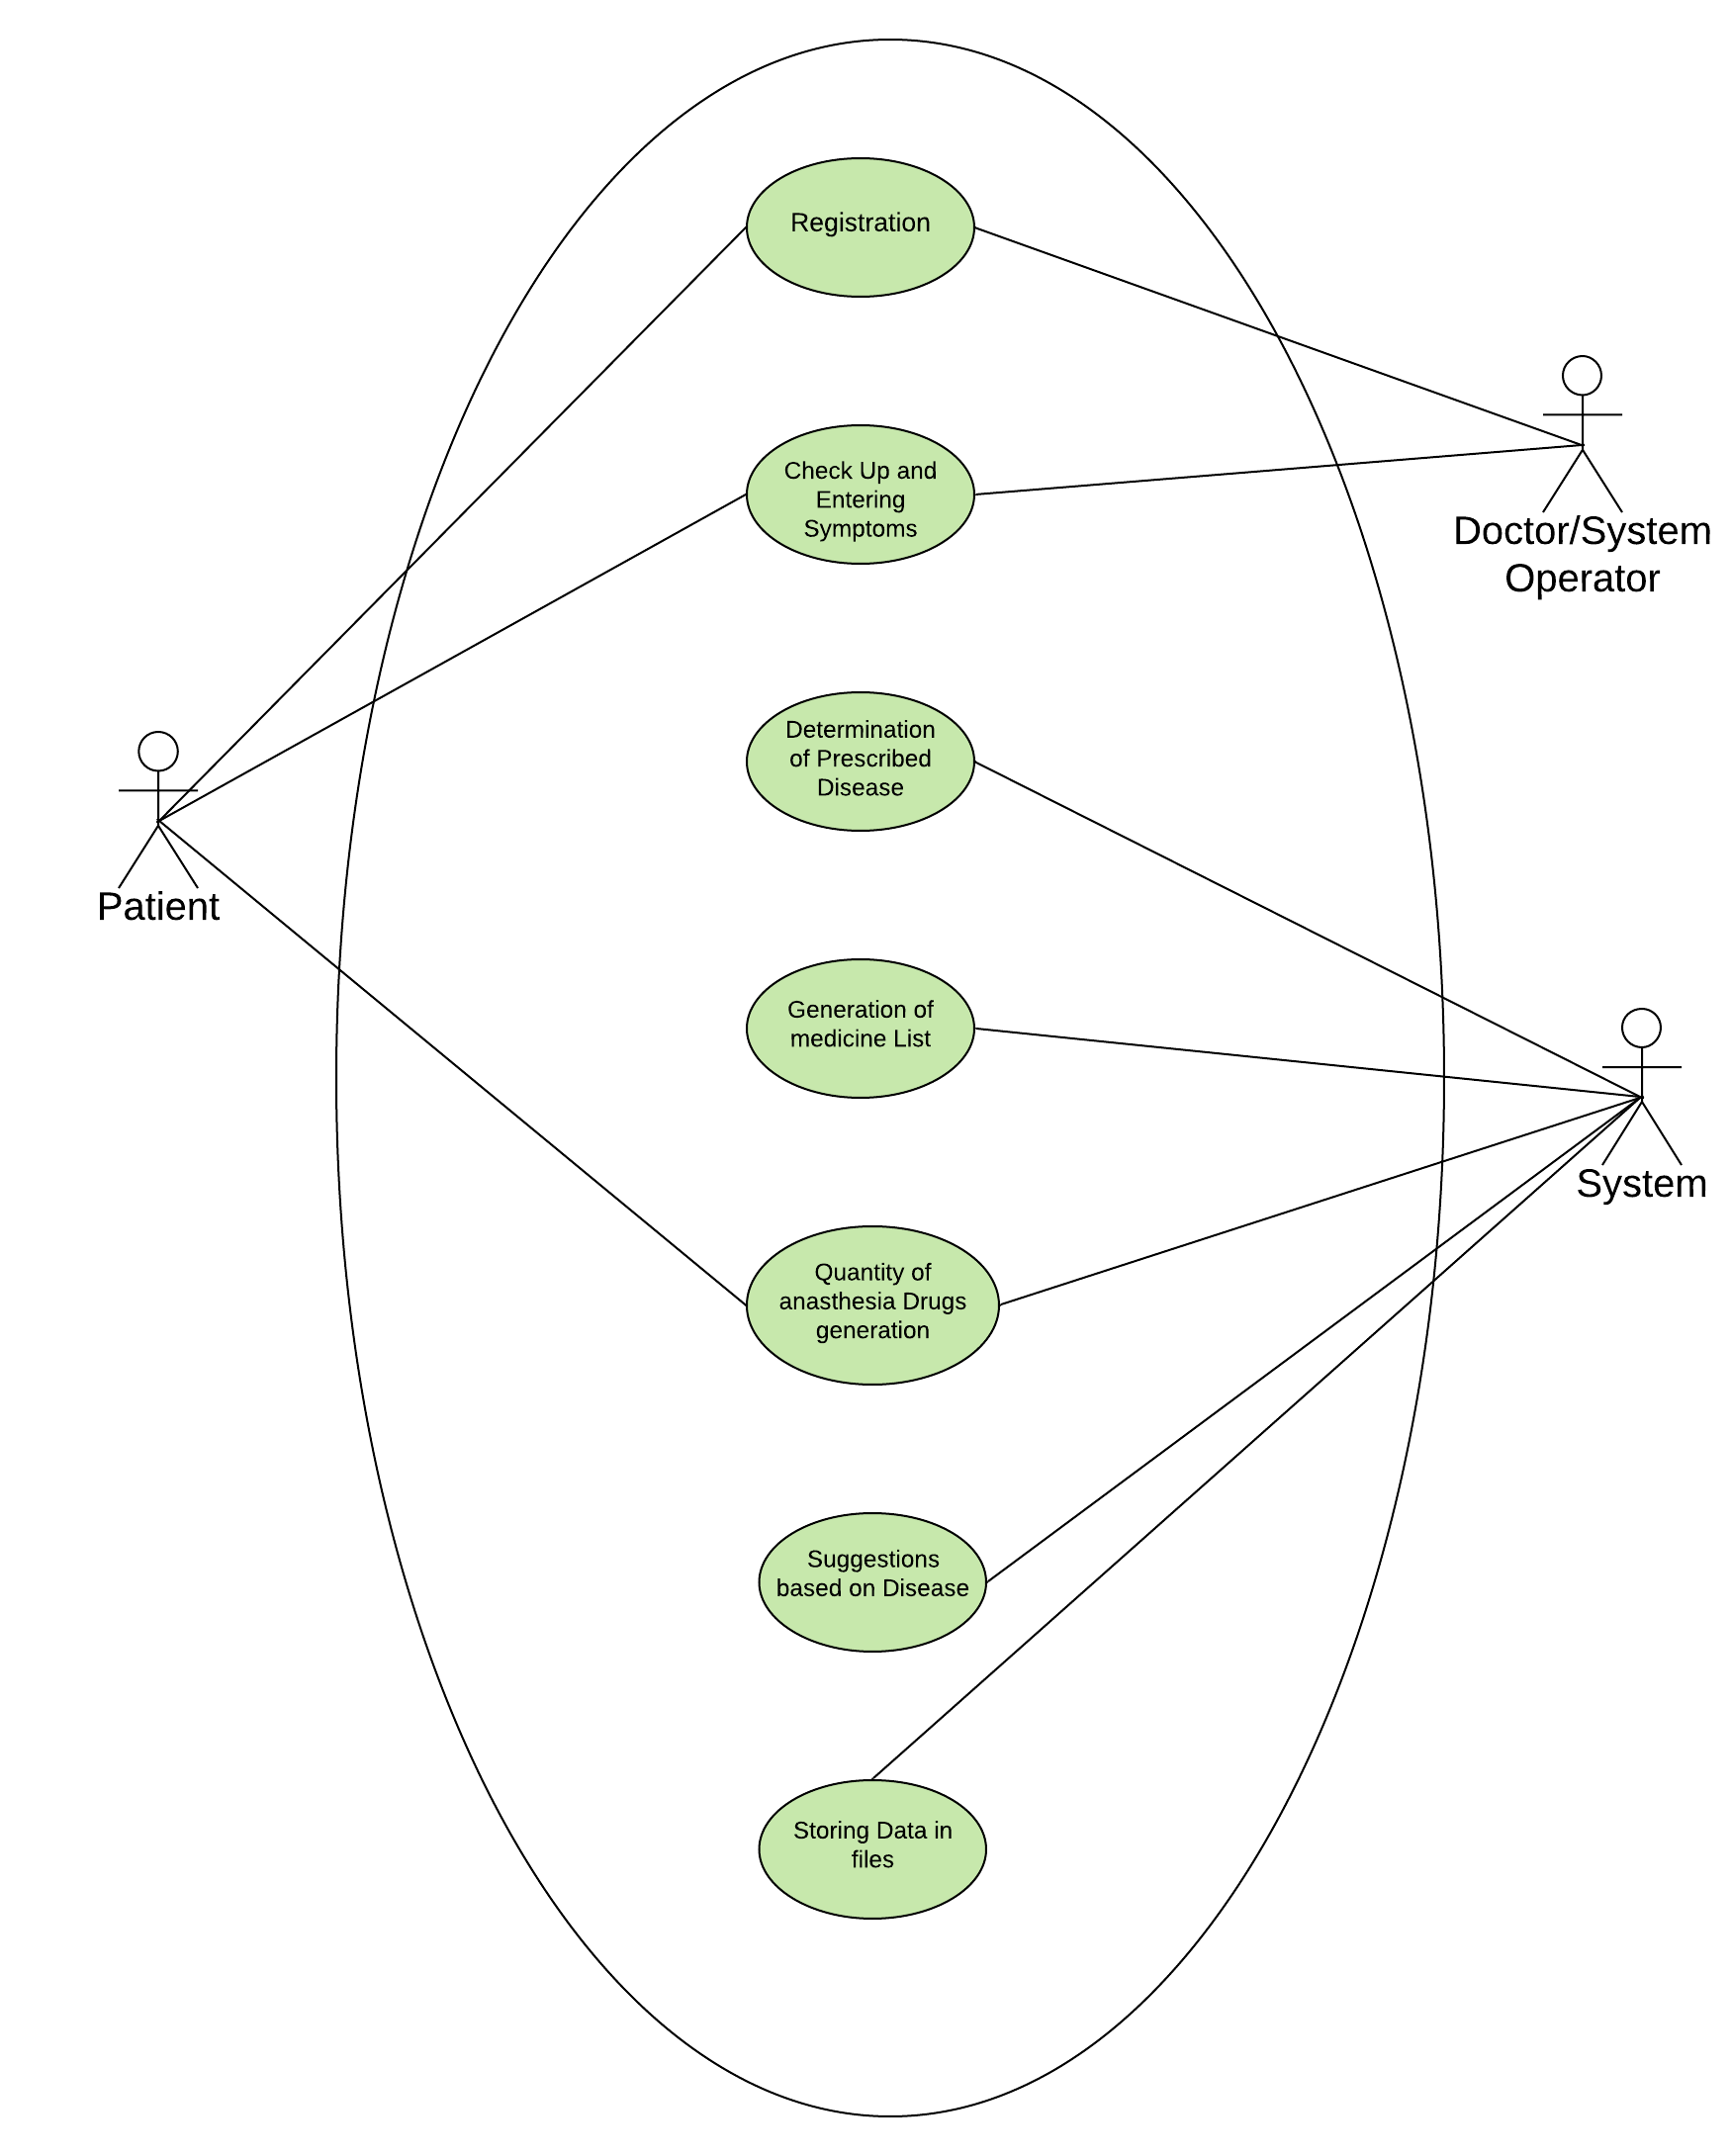 Registration
Check Up and
Entering
Symptoms
Doctor/System
Operator
Determination
of Prescribed
Disease
Patient
Generation of
medicine List
System
Quantity of
anasthesia Drugs
generation
Suggestions
based on Disease
Storing Data in
files